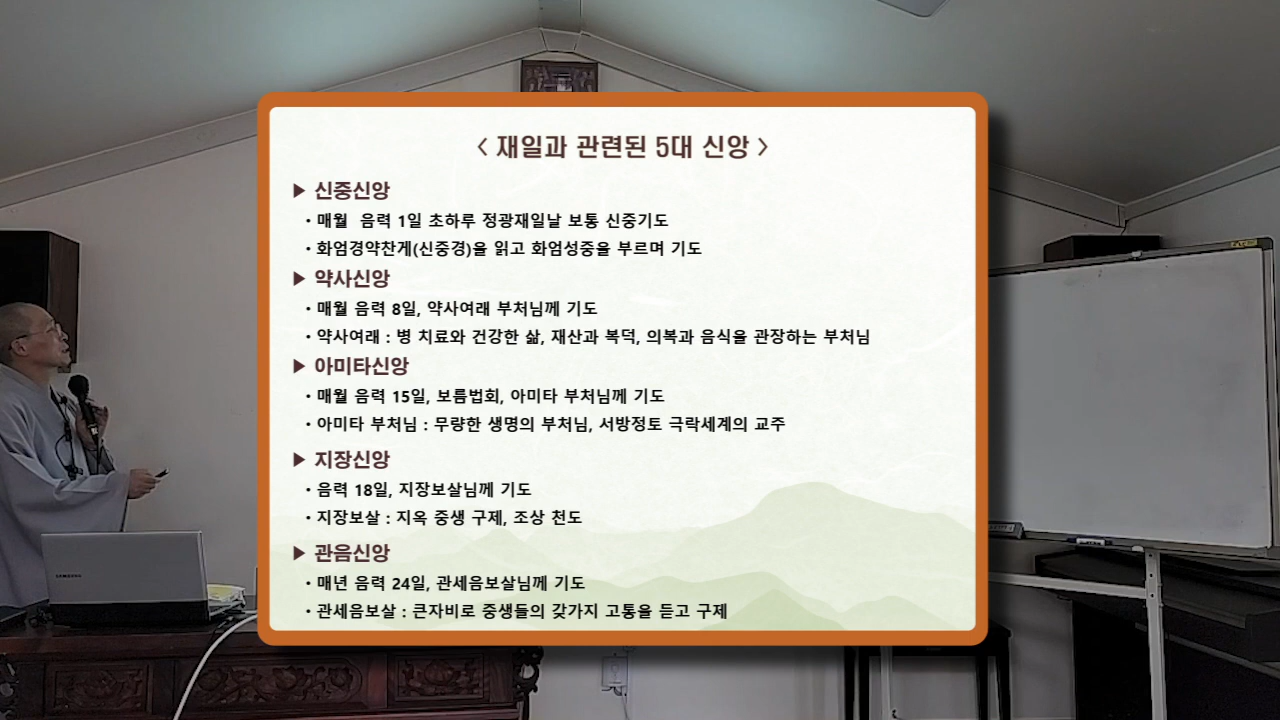 < 재일과 관련된 5대 신앙 >
▶ 신중신앙
• 매월 음력 1일 초하루 정광재일날 보통 신중기도
• 화엄경약찬게(신중경)을 읽고 화엄성중을 부르며 기도
▶ 약사신앙
• 매월 음력 8일, 약사여래 부처님께 기도
• 약사여래 : 병 치료와 건강한 삶, 재산과 복덕, 의복과 음식을 관장하는 부처님
▶ 아미타신앙
• 매월 음력 15일, 보름법회, 아미타 부처님께 기도
• 아미타 부처님 : 무량한 생명의 부처님, 서방정토 극락세계의 교주
▶ 지장신앙
• 음력 18일, 지장보살님께 기도
• 지장보살 : 지옥 중생 구제, 조상 천도
▶ 관음신앙
• 매년 음력 24일, 관세음보살님께 기도
• 관세음보살 : 큰자비로 중생들의 갖가지 고통을 듣고 구제
SAMSUNG